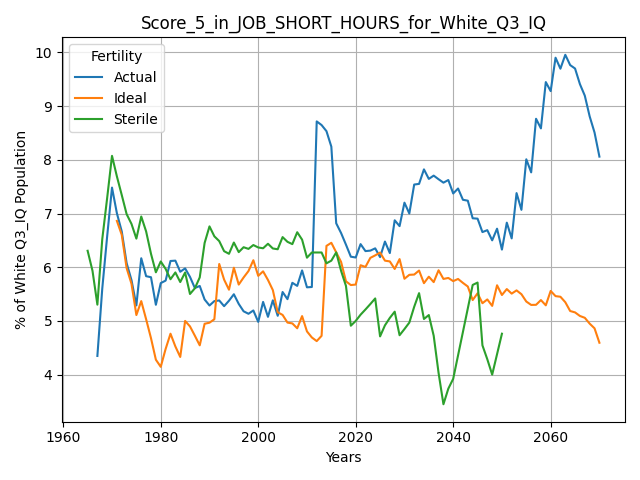 Score_5_in_JOB_SHORT_HOURS_for_White_Q3_IQ
Fertility
Actual
Ideal
Sterile
% of White Q3_IQ Population
10
9
8
7
6
5
4
1960 1980 2000 2020 2040 2060
Years